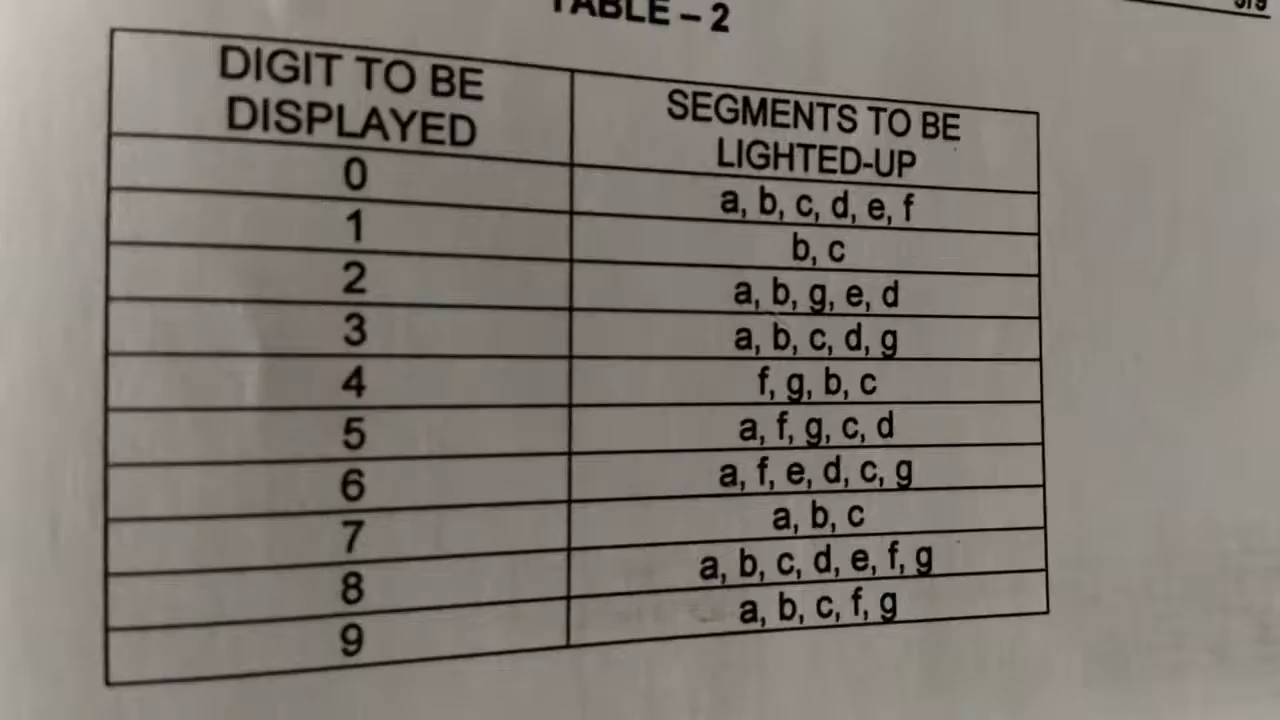 TABLE – 2
DIGIT TO BE DISPLAYED SEGMENTS TO BE LIGHTED-UP
0 a, b, c, d, e, f
1 b, c
2 a, b, g, e, d
3 a, b, c, d, g
4 f, g, b, c
5 a, f, g, c, d
6 a, f, e, d, c, g
7 a, b, c
8 a, b, c, d, e, f, g
9 a, b, c, f, g